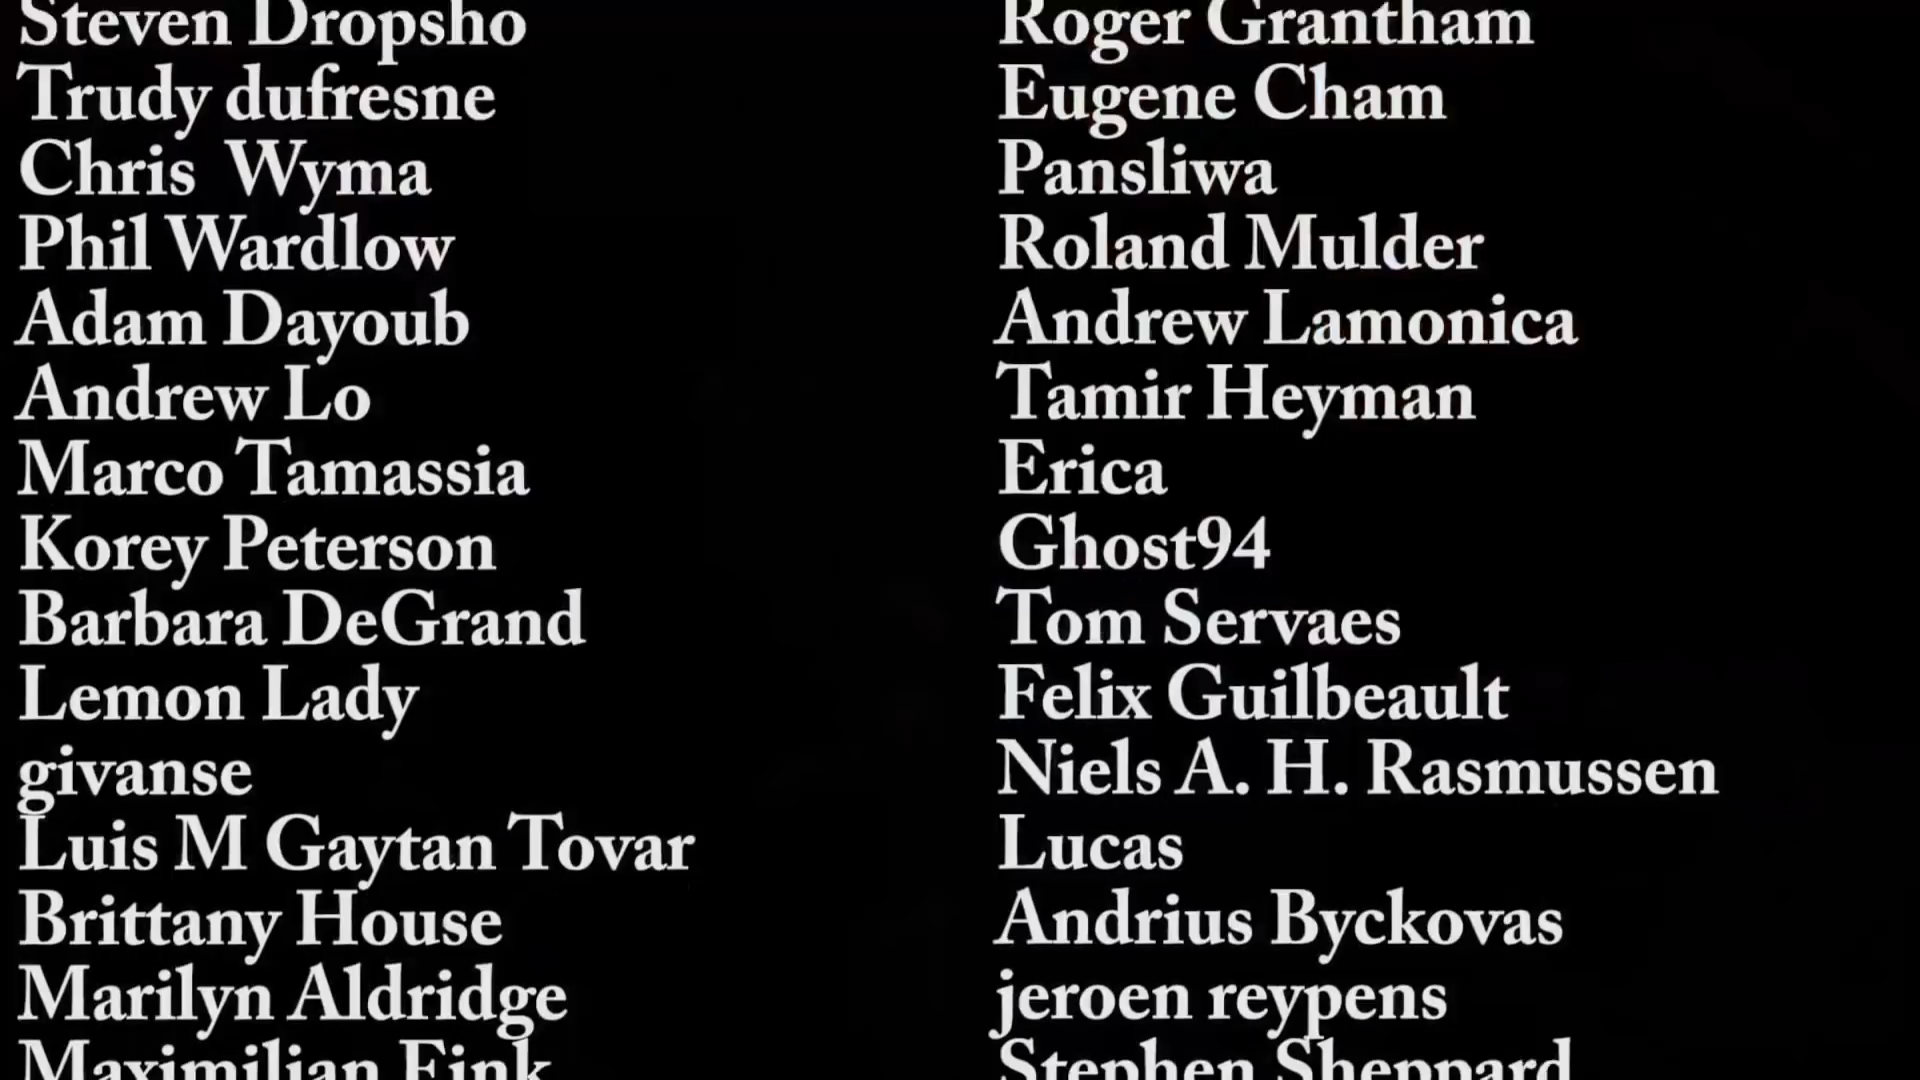 Steven Dropsho
Trudy dufresne
Chris  Wyma
Phil Wardlow
Adam Dayoub
Andrew Lo
Marco Tamassia
Korey Peterson
Barbara DeGrand
Lemon Lady
givanse
Luis M Gaytan Tovar
Brittany House
Marilyn Aldridge
Maximilian Fink
Roger Grantham
Eugene Cham
Pansliwa
Roland Mulder
Andrew Lamonica
Tamir Heyman
Erica
Ghost94
Tom Servaes
Felix Guilbeault
Niels A. H. Rasmussen
Lucas
Andrius Byckovas
jeroen reypens
Stephen Sheppard